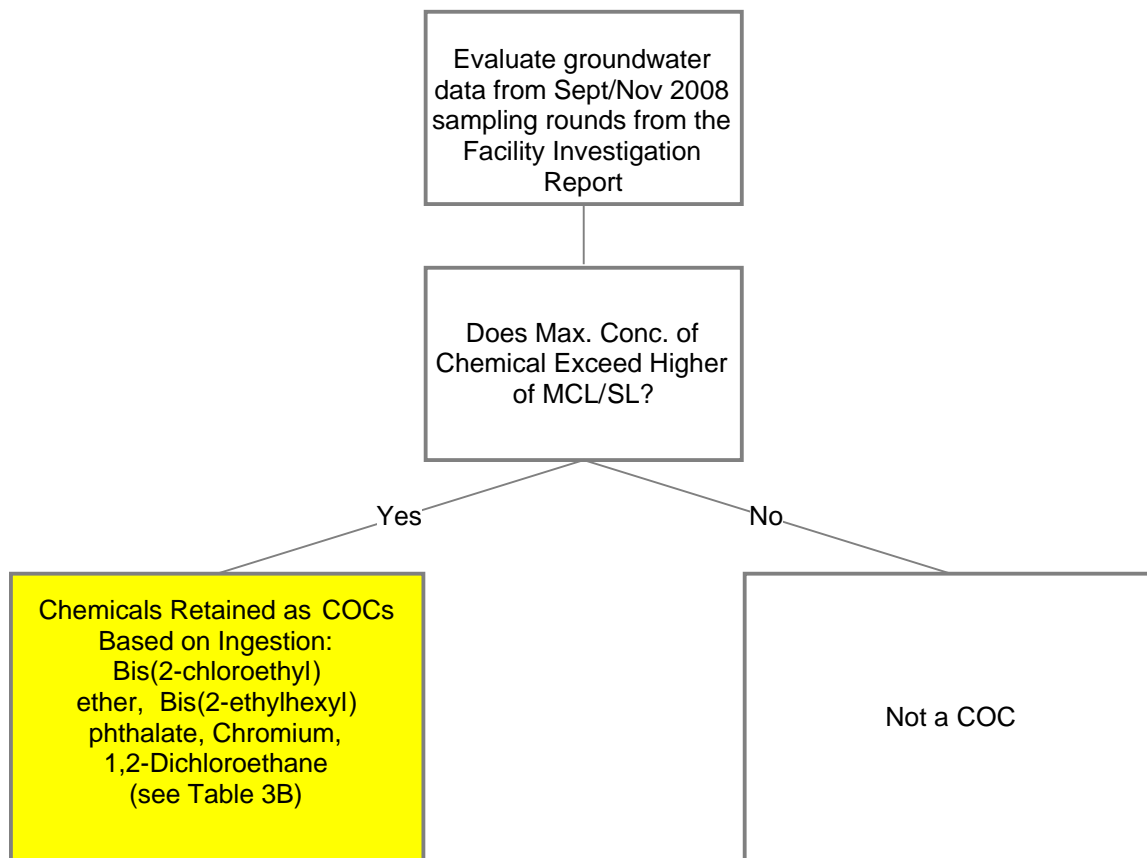 Evaluate groundwater
data from Sept/Nov 2008
sampling rounds from the
Facility Investigation
Report
Does Max. Conc. of
Chemical Exceed Higher
of MCL/SL?
Yes
No
Chemicals Retained as COCs
Based on Ingestion:
Bis(2-chloroethyl)
ether, Bis(2-ethylhexyl)
phthalate, Chromium,
1,2-Dichloroethane
(see Table 3B)
Not a COC